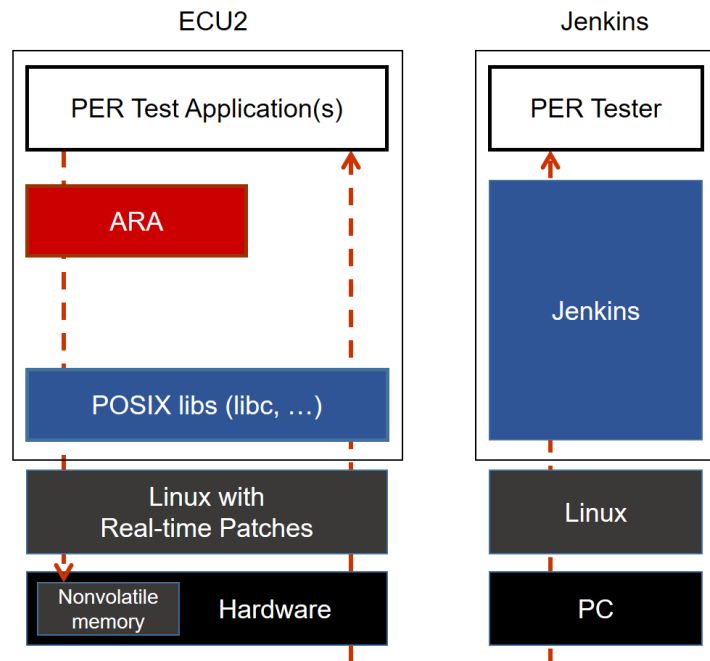 ECU2
PER Test Application(s)
ARA
POSIX libs (libc, …)
Linux with
Real-time Patches
Nonvolatile
memory
Hardware
Jenkins
PER Tester
Jenkins
Linux
PC